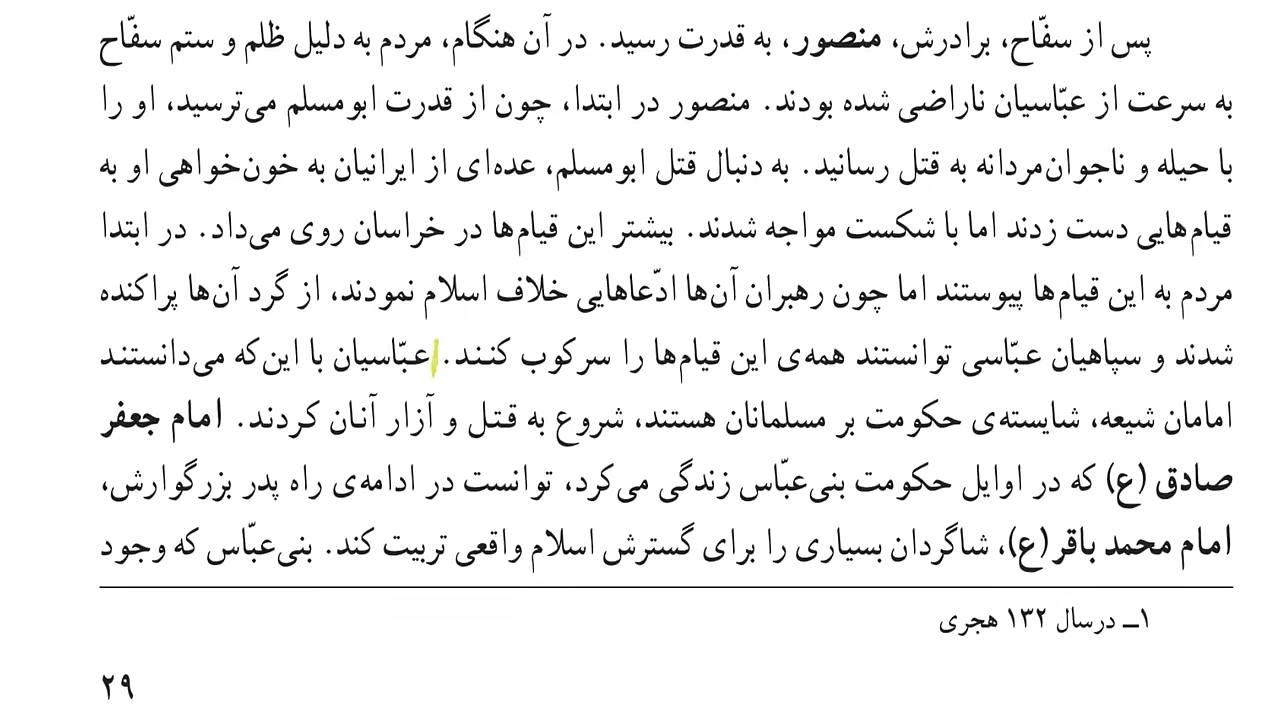 پس از سفّاح، برادرش، منصور، به قدرت رسید. در آن هنگام، مردم به دلیل ظلم و ستم سفّاح
به سرعت از عبّاسیان ناراضی شده بودند. منصور در ابتدا، چون از قدرت ابومسلم می‌ترسید، او را
با حیله و ناجوان‌مردانه به قتل رسانید. به دنبال قتل ابومسلم، عده‌ای از ایرانیان به خون‌خواهی او به
قیام‌هایی دست زدند اما با شکست مواجه شدند. بیشتر این قیام‌ها در خراسان روی می‌داد. در ابتدا
مردم به این قیام‌ها پیوستند اما چون رهبران آن‌ها ادّعاهایی خلاف اسلام نمودند، از گرد آن‌ها پراکنده
شدند و سپاهیان عبّاسی توانستند همه‌ی این قیام‌ها را سرکوب کنند. عبّاسیان با این‌که می‌دانستند
امامان شیعه، شایسته‌ی حکومت بر مسلمانان هستند، شروع به قتل و آزار آنان کردند. امام جعفر
صادق (ع) که در اوایل حکومت بنی‌عبّاس زندگی می‌کرد، توانست در ادامه‌ی راه پدر بزرگوارش،
امام محمد باقر (ع)، شاگردان بسیاری را برای گسترش اسلام واقعی تربیت کند. بنی‌عبّاس که وجود
۱ــ درسال ۱۳۲ هجری
۲۹